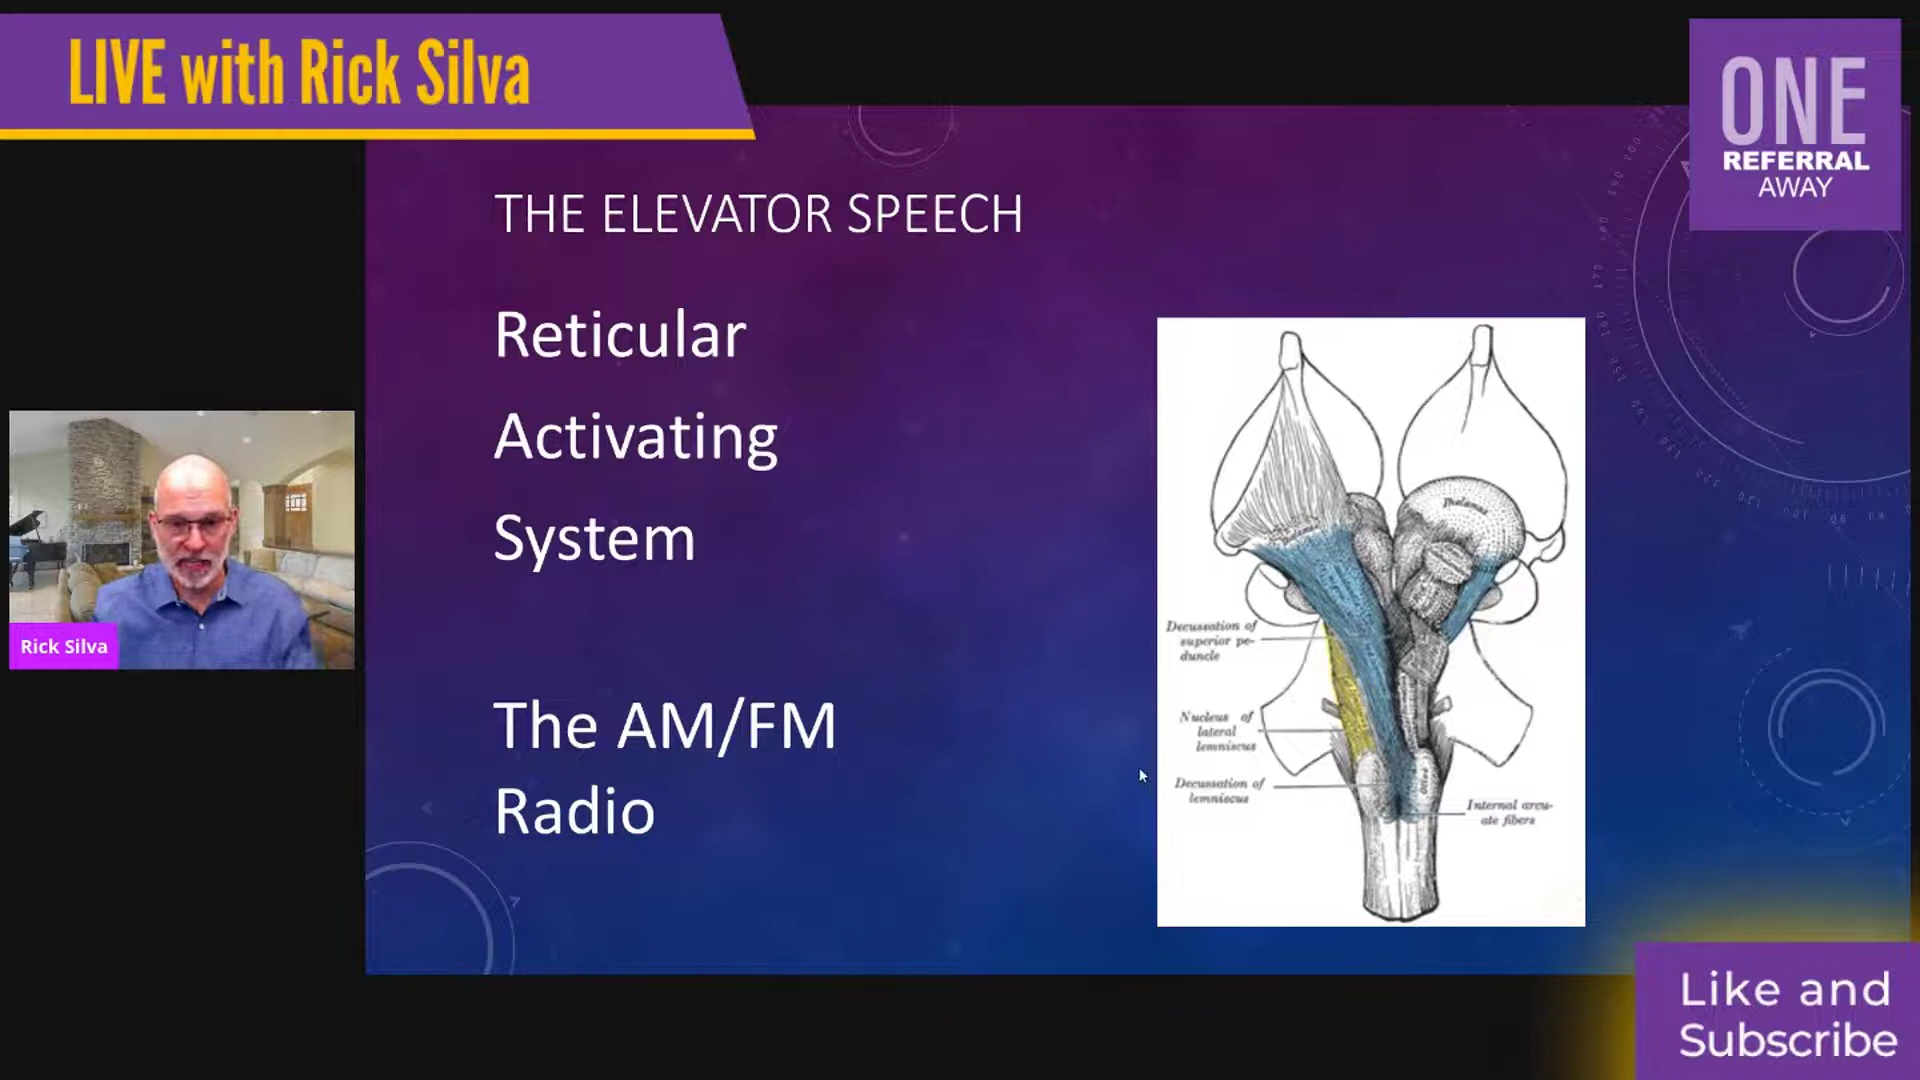 LIVE with Rick Silva
ONE
REFERRAL
AWAY
THE ELEVATOR SPEECH
Reticular
Activating
System
The AM/FM
Radio
Rick Silva
Thalamus
Decussation of
superior pe-
duncle
Nucleus of
lateral
lemniscus
Decussation of
lemniscus
Internal arcu-
ate fibers
Like and
Subscribe